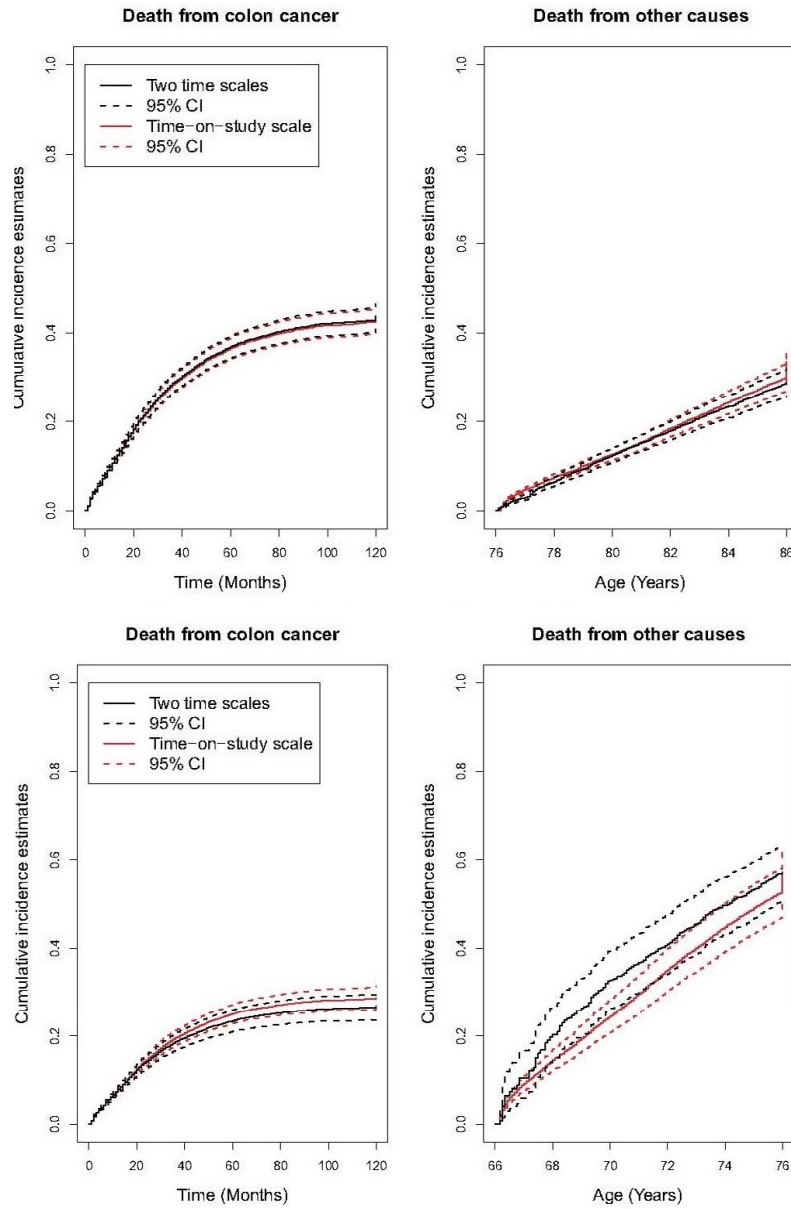 Death from colon cancer
Cumulative incidence estimates
1.0
0.8
0.6
0.4
0.2
0.0
Two time scales
95% CI
Time-on-study scale
95% CI
0 20 40 60 80 100 120
Time (Months)
Death from other causes
Cumulative incidence estimates
1.0
0.8
0.6
0.4
0.2
0.0
76 78 80 82 84 86
Age (Years)
Death from colon cancer
Cumulative incidence estimates
1.0
0.8
0.6
0.4
0.2
0.0
Two time scales
95% CI
Time-on-study scale
95% CI
0 20 40 60 80 100 120
Time (Months)
Death from other causes
Cumulative incidence estimates
1.0
0.8
0.6
0.4
0.2
0.0
66 68 70 72 74 76
Age (Years)